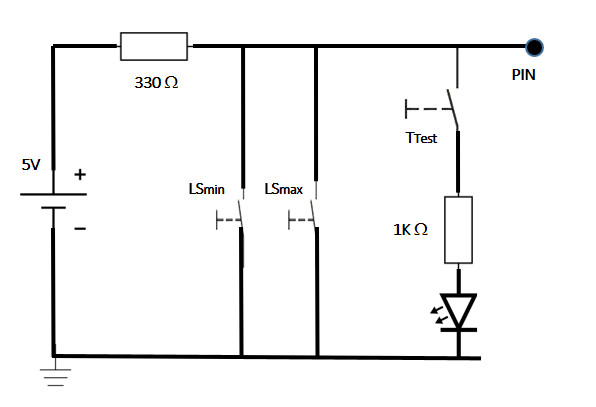 330 Ω
PIN
TTest
5V
+
LSmin
LSmax
1K Ω
−